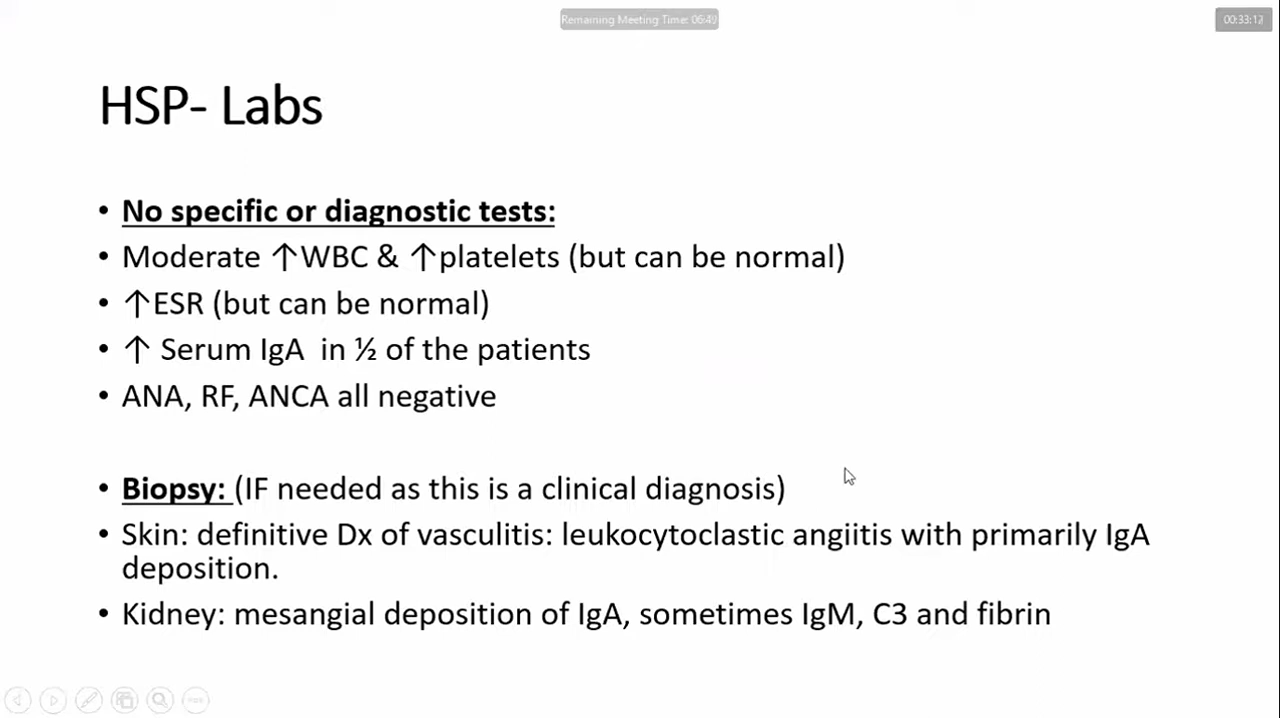 Remaining Meeting Time: 06:49
HSP- Labs
• No specific or diagnostic tests:
• Moderate ↑WBC & ↑platelets (but can be normal)
• ↑ESR (but can be normal)
• ↑ Serum IgA in ½ of the patients
• ANA, RF, ANCA all negative
• Biopsy: (IF needed as this is a clinical diagnosis)
• Skin: definitive Dx of vasculitis: leukocytoclastic angiitis with primarily IgA
deposition.
• Kidney: mesangial deposition of IgA, sometimes IgM, C3 and fibrin